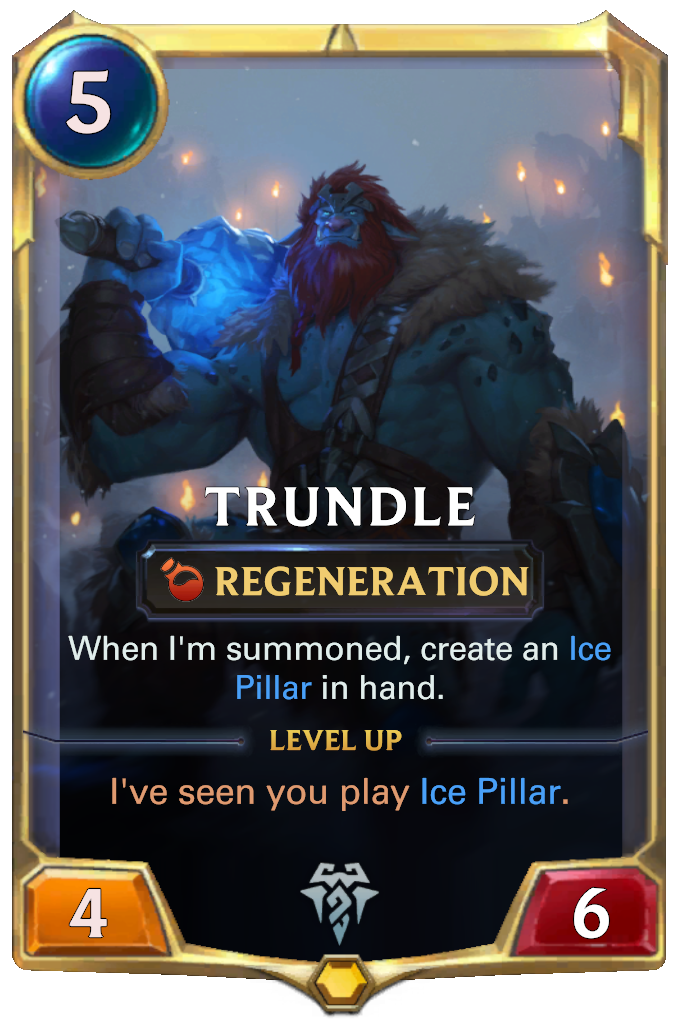 5
TRUNDLE
REGENERATION
When I'm summoned, create an Ice
Pillar in hand.
LEVEL UP
I've seen you play Ice Pillar.
4
6